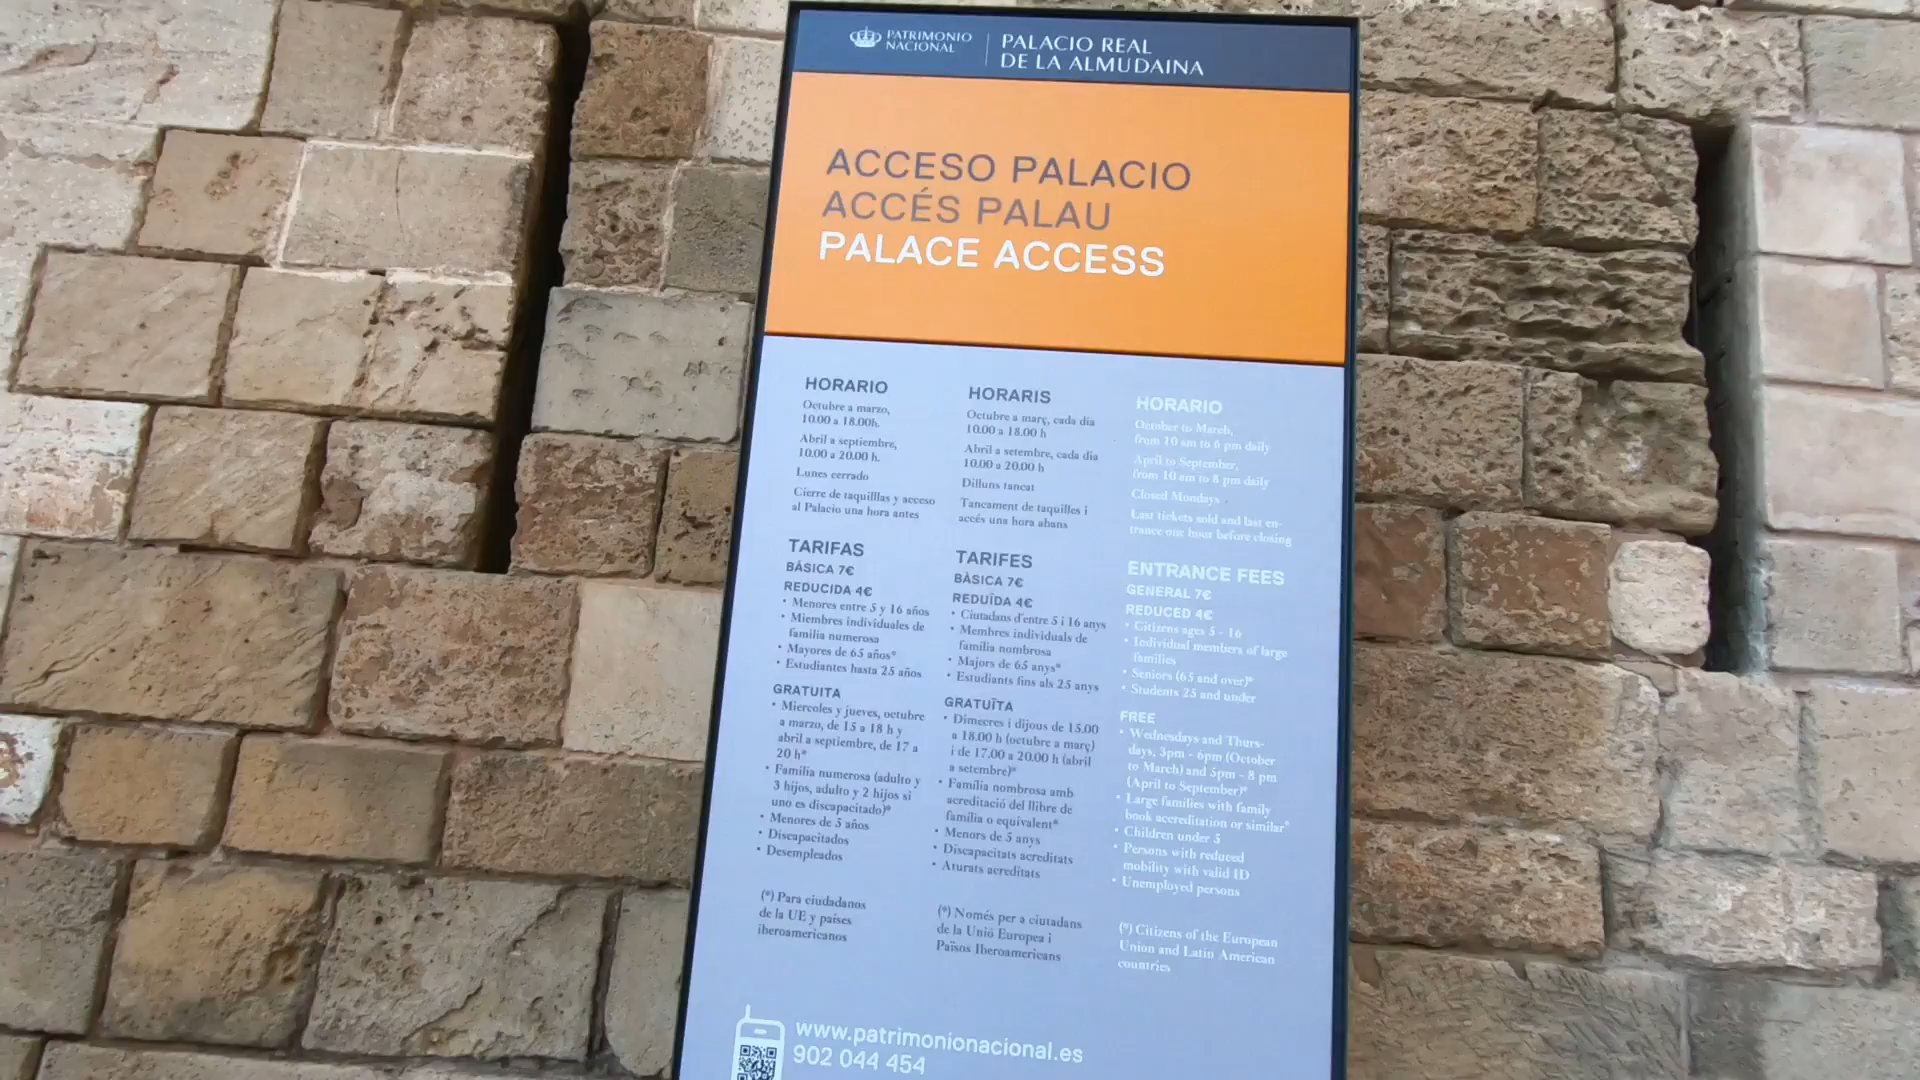 PATRIMONIO
NACIONAL
PALACIO REAL
DE LA ALMUDAINA
ACCESO PALACIO
ACCÉS PALAU
PALACE ACCESS
HORARIO
Octubre a marzo,
10.00 a 18.00h.
Abril a septiembre,
10.00 a 20.00 h.
Lunes cerrado
Cierre de taquilllas y acceso
al Palacio una hora antes
TARIFAS
BÁSICA 7€
REDUCIDA 4€
• Menores entre 5 y 16 años
• Miembres individuales de
familia numerosa
• Mayores de 65 años*
• Estudiantes hasta 25 años
GRATUITA
• Miercoles y jueves, octubre
a marzo, de 15 a 18 h y
abril a septiembre, de 17 a
20 h*
• Familia numerosa (adulto y
3 hijos, adulto y 2 hijos si
uno es discapacitado)*
• Menores de 5 años
• Discapacitados
• Desempleados
(*) Para ciudadanos
de la UE y países
iberoamericanos
HORARIS
Octubre a març, cada dia
10.00 a 18.00 h
Abril a setembre, cada dia
10.00 a 20.00 h
Dilluns tancat
Tancament de taquilles i
accés una hora abans
TARIFES
BÀSICA 7€
REDUÏDA 4€
• Ciutadans d'entre 5 i 16 anys
• Membres individuals de
família nombrosa
• Majors de 65 anys*
• Estudiants fins als 25 anys
GRATUÏTA
• Dimecres i dijous de 15.00
a 18.00 h (octubre a març)
i de 17.00 a 20.00 h (abril
a setembre)*
• Família nombrosa amb
acreditació del llibre de
família o equivalent*
• Menors de 5 anys
• Discapacitats acreditats
• Aturats acreditats
(*) Només per a ciutadans
de la Unió Europea i
Països Iberoamericans
HORARIO
October to March,
from 10 am to 6 pm daily
April to September,
from 10 am to 8 pm daily
Closed Mondays
Last tickets sold and last en-
trance one hour before closing
ENTRANCE FEES
GENERAL 7€
REDUCED 4€
• Citizens ages 5 - 16
• Individual members of large
families
• Seniors (65 and over)*
• Students 25 and under
FREE
• Wednesdays and Thurs-
days, 3pm - 6pm (October
to March) and 5pm - 8 pm
(April to September)*
• Large families with family
book accreditation or similar*
• Children under 5
• Persons with reduced
mobility with valid ID
• Unemployed persons
(*) Citizens of the European
Union and Latin American
countries
www.patrimonionacional.es
902 044 454